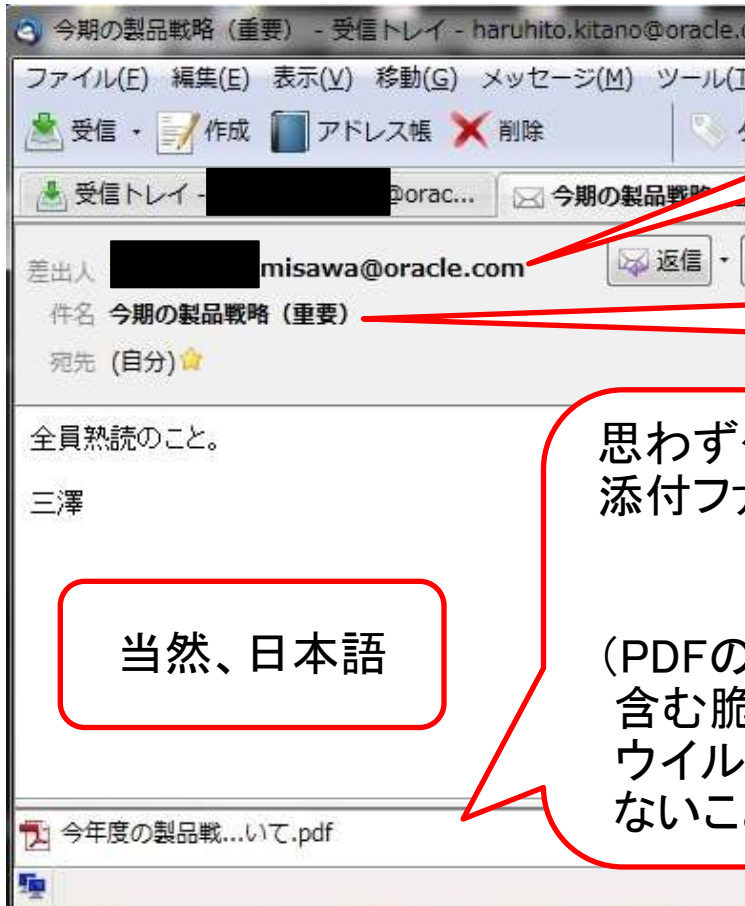 今期の製品戦略（重要） - 受信トレイ - haruhito.kitano@oracle.
ファイル(F) 編集(E) 表示(V) 移動(G) メッセージ(M) ツール(
受信 作成 アドレス帳 削除
受信トレイ - @orac... 今期の製品戦略
差出人 misawa@oracle.com 返信
件名 今期の製品戦略（重要）
宛先 (自分)
全員熟読のこと。
三澤
思わず
添付フ
当然、日本語
（PDFの
含む脆
ウイル
ないこ
今年度の製品戦...いて.pdf